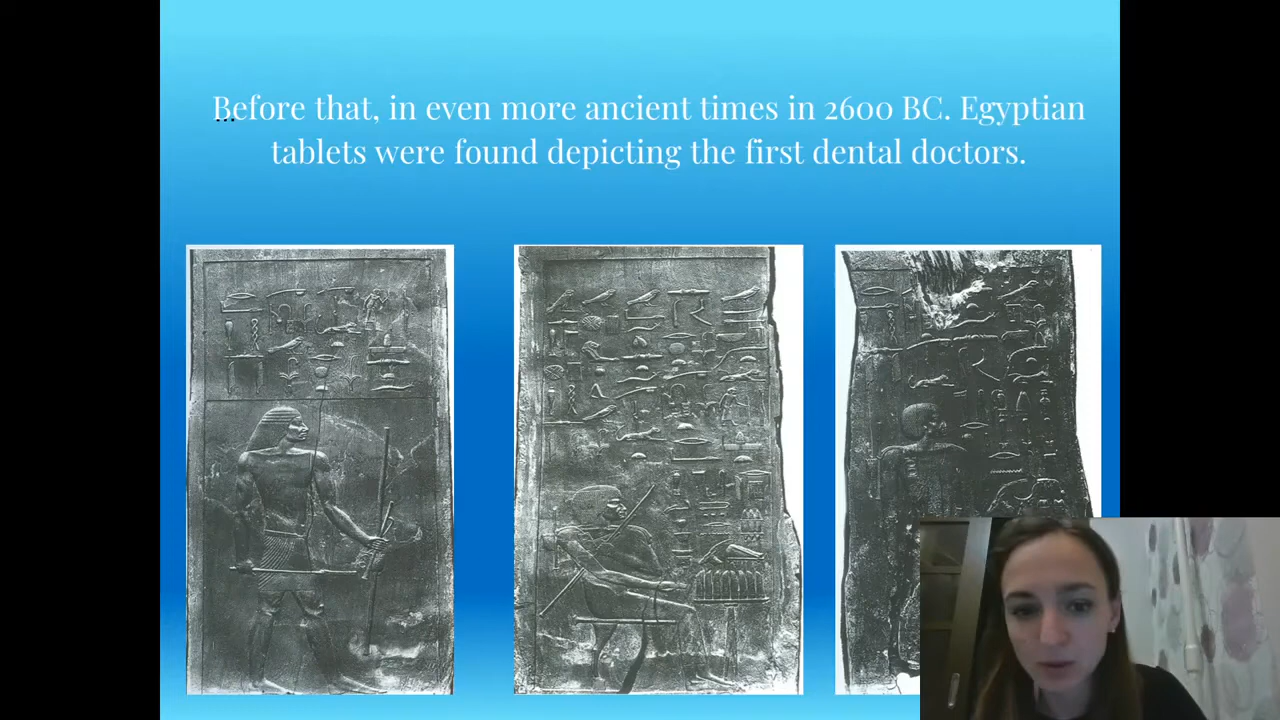 Before that, in even more ancient times in 2600 BC. Egyptian
tablets were found depicting the first dental doctors.